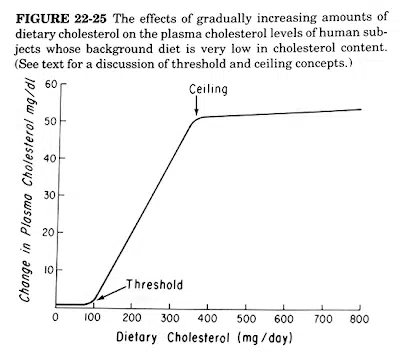 FIGURE 22-25 The effects of gradually increasing amounts of
dietary cholesterol on the plasma cholesterol levels of human sub-
jects whose background diet is very low in cholesterol content.
(See text for a discussion of threshold and ceiling concepts.)
Change in Plasma Cholesterol mg/dl
60
50
40
30
20
10
Ceiling
Threshold
0 100 200 300 400 500 600 700 800
Dietary Cholesterol (mg/day)